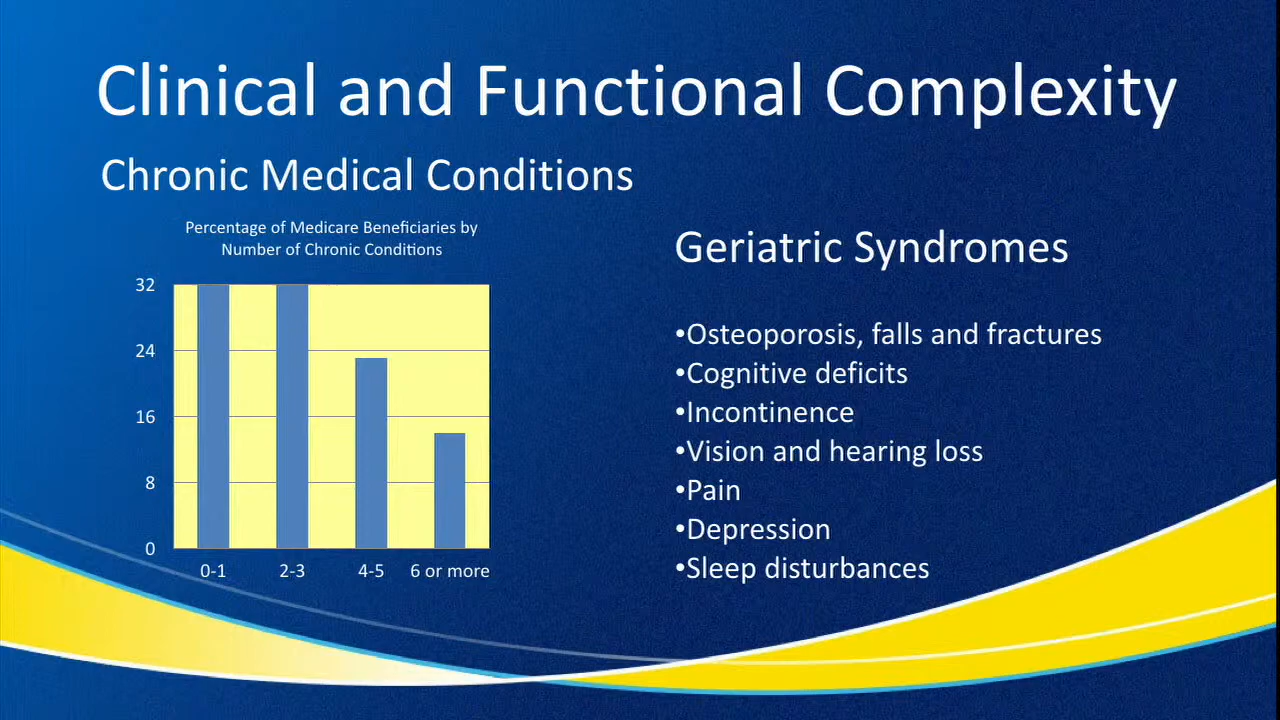 Clinical and Functional Complexity
Chronic Medical Conditions
Percentage of Medicare Beneficiaries by
Number of Chronic Conditions
32
24
16
8
0
0-1 2-3 4-5 6 or more
Geriatric Syndromes
•Osteoporosis, falls and fractures
•Cognitive deficits
•Incontinence
•Vision and hearing loss
•Pain
•Depression
•Sleep disturbances